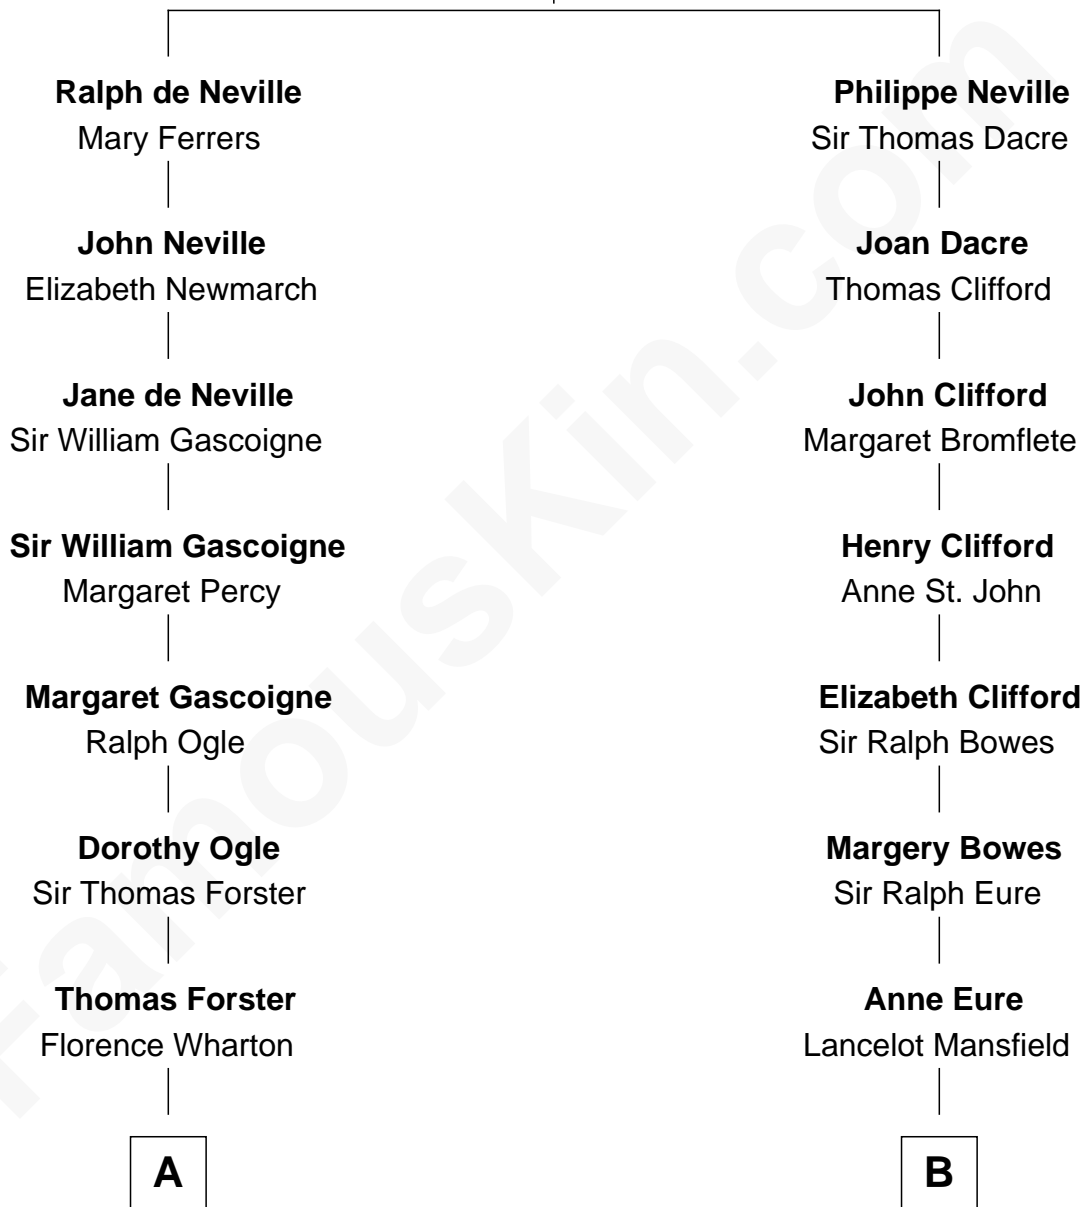 Ralph de Neville
Mary Ferrers
John Neville
Elizabeth Newmarch
Jane de Neville
Sir William Gascoigne
Sir William Gascoigne
Margaret Percy
Margaret Gascoigne
Ralph Ogle
Dorothy Ogle
Sir Thomas Forster
Thomas Forster
Florence Wharton
A
Philippe Neville
Sir Thomas Dacre
Joan Dacre
Thomas Clifford
John Clifford
Margaret Bromflete
Henry Clifford
Anne St. John
Elizabeth Clifford
Sir Ralph Bowes
Margery Bowes
Sir Ralph Eure
Anne Eure
Lancelot Mansfield
B
FamousKin.com